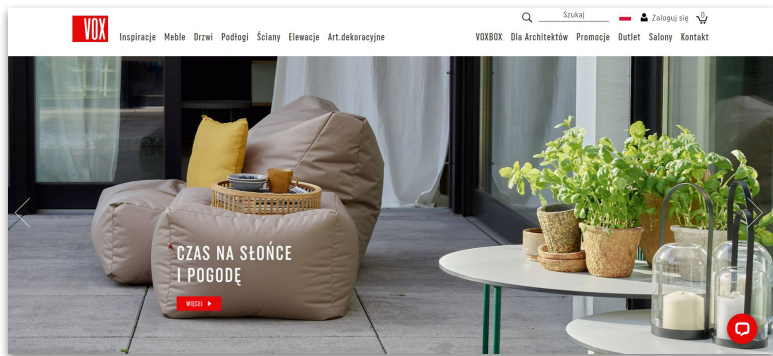 VOX
Szukaj
Zaloguj się
0
Inspiracje Meble Drzwi Podłogi Ściany Elewacje Art.dekoracyjne
VOXBOX Dla Architektów Promocje Outlet Salony Kontakt
CZAS NA SŁOŃCE
I POGODĘ
WIĘCEJ